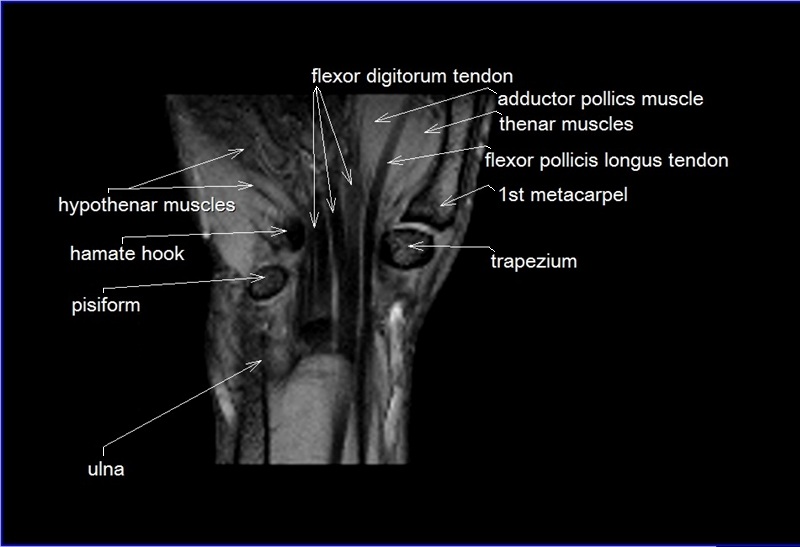 flexor digitorum tendon
adductor pollics muscle
thenar muscles
flexor pollicis longus tendon
1st metacarpel
hypothenar muscles
hamate hook
trapezium
pisiform
ulna